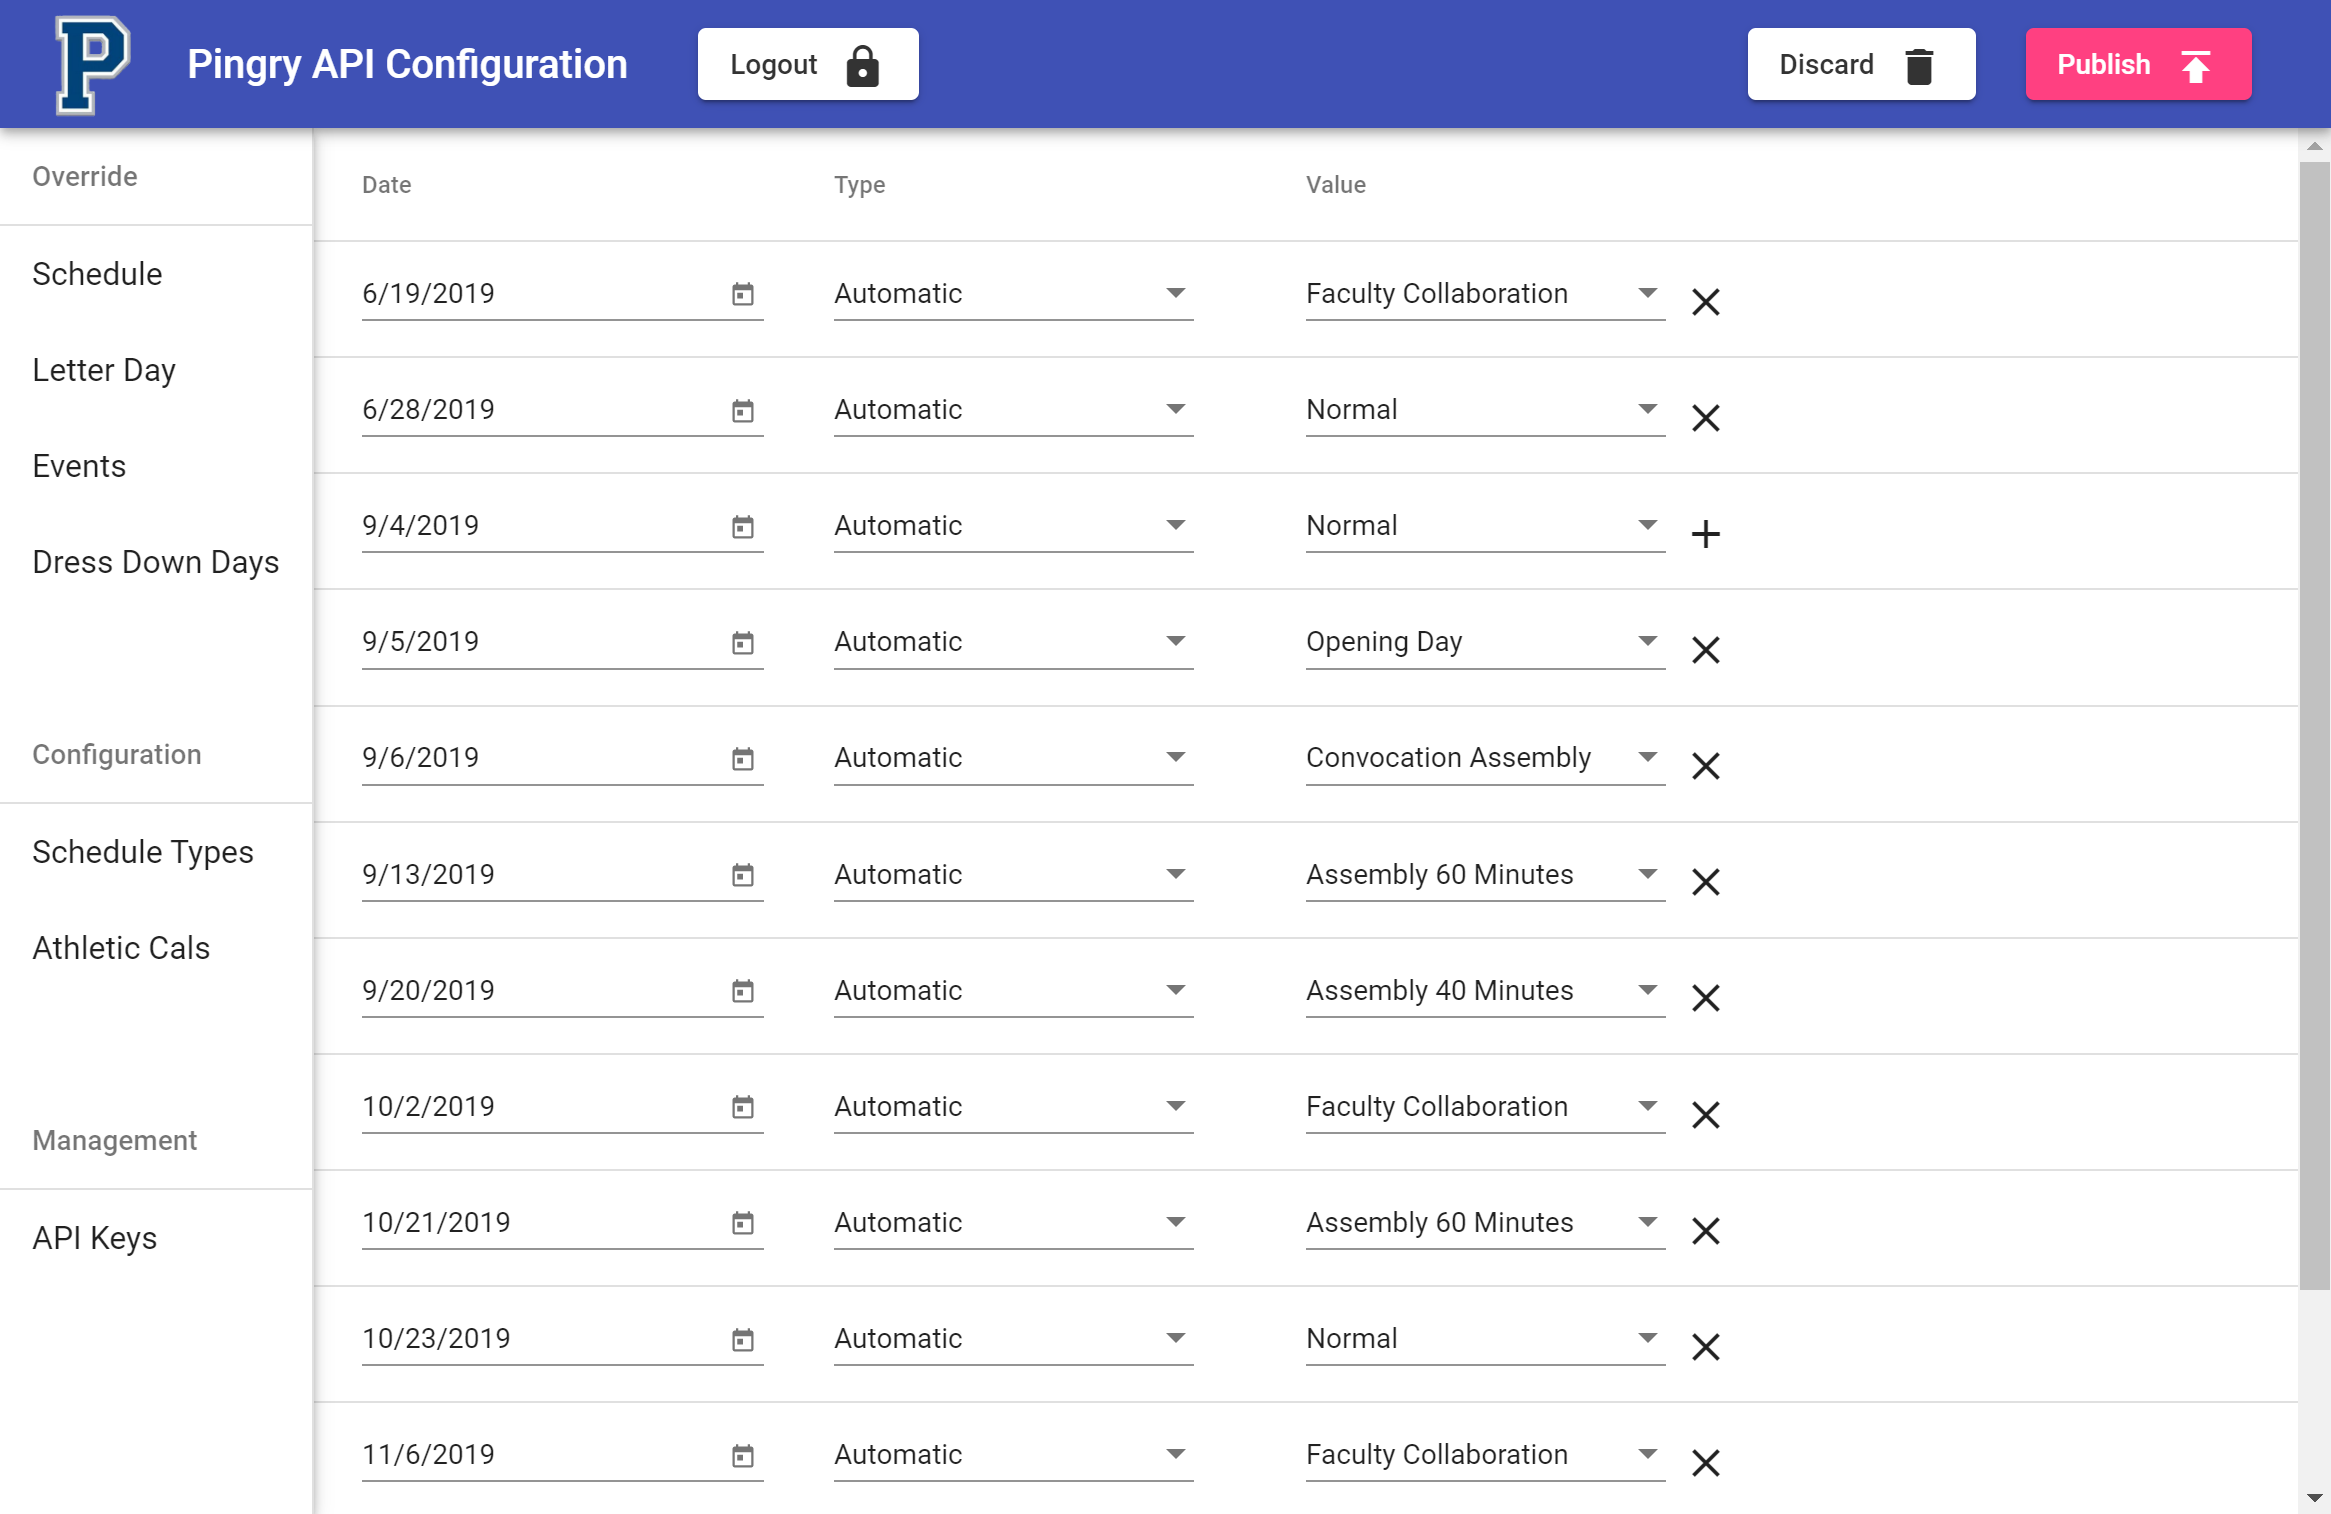 P
Pingry API Configuration
Logout
Discard
Publish
Override
Schedule
Letter Day
Events
Dress Down Days
Configuration
Schedule Types
Athletic Cals
Management
API Keys
Date Type Value
6/19/2019 Automatic Faculty Collaboration
6/28/2019 Automatic Normal
9/4/2019 Automatic Normal
9/5/2019 Automatic Opening Day
9/6/2019 Automatic Convocation Assembly
9/13/2019 Automatic Assembly 60 Minutes
9/20/2019 Automatic Assembly 40 Minutes
10/2/2019 Automatic Faculty Collaboration
10/21/2019 Automatic Assembly 60 Minutes
10/23/2019 Automatic Normal
11/6/2019 Automatic Faculty Collaboration